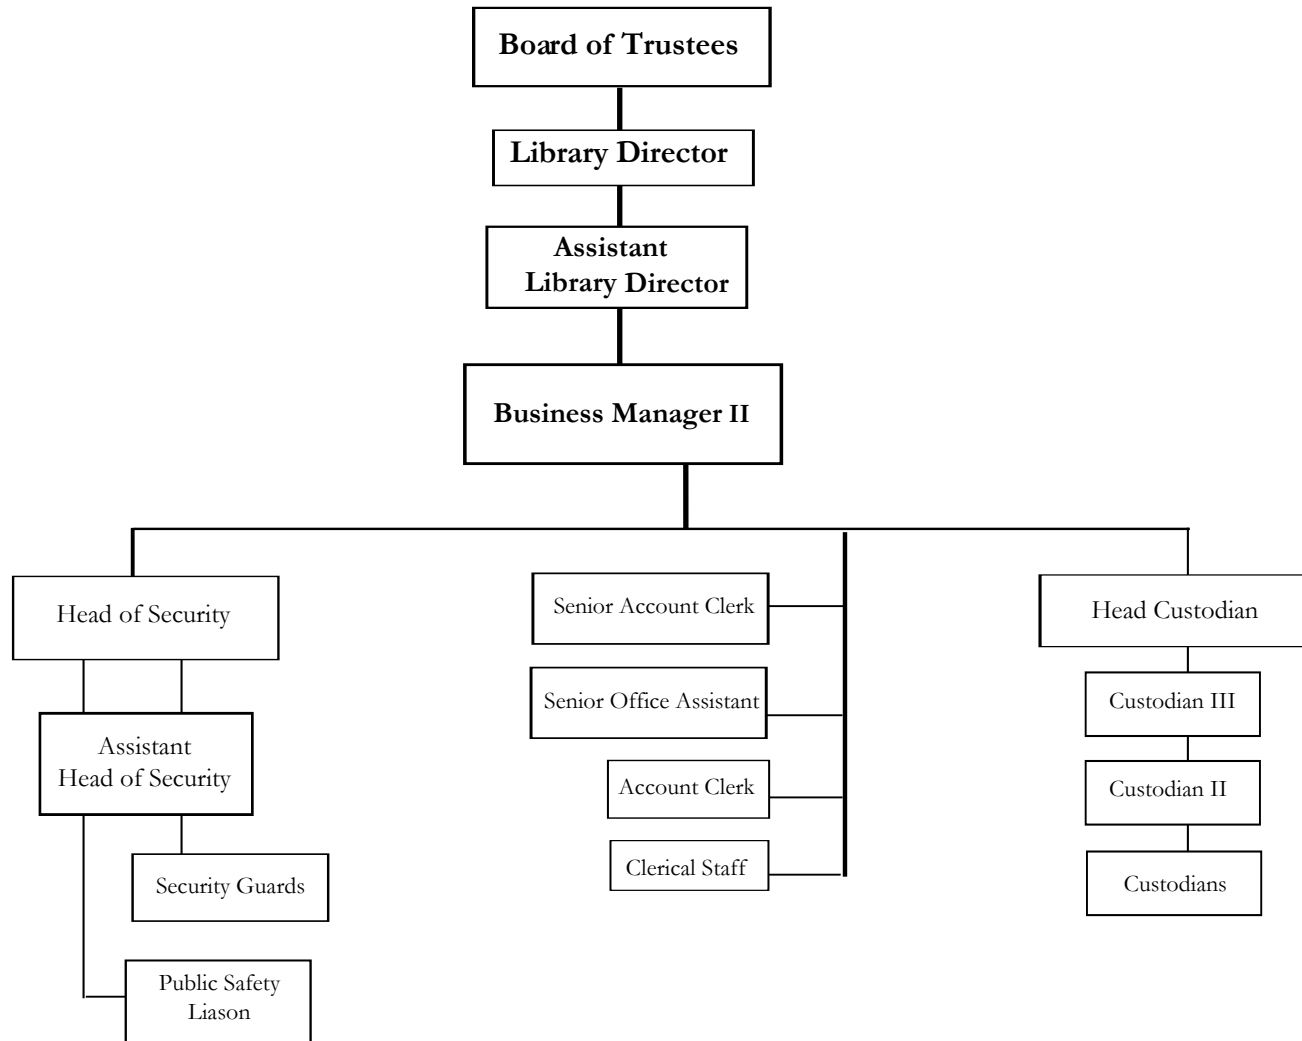 Board of Trustees
Library Director
Assistant
Library Director
Business Manager II
Head of Security
Assistant
Head of Security
Security Guards
Public Safety
Liason
Senior Account Clerk
Senior Office Assistant
Account Clerk
Clerical Staff
Head Custodian
Custodian III
Custodian II
Custodians